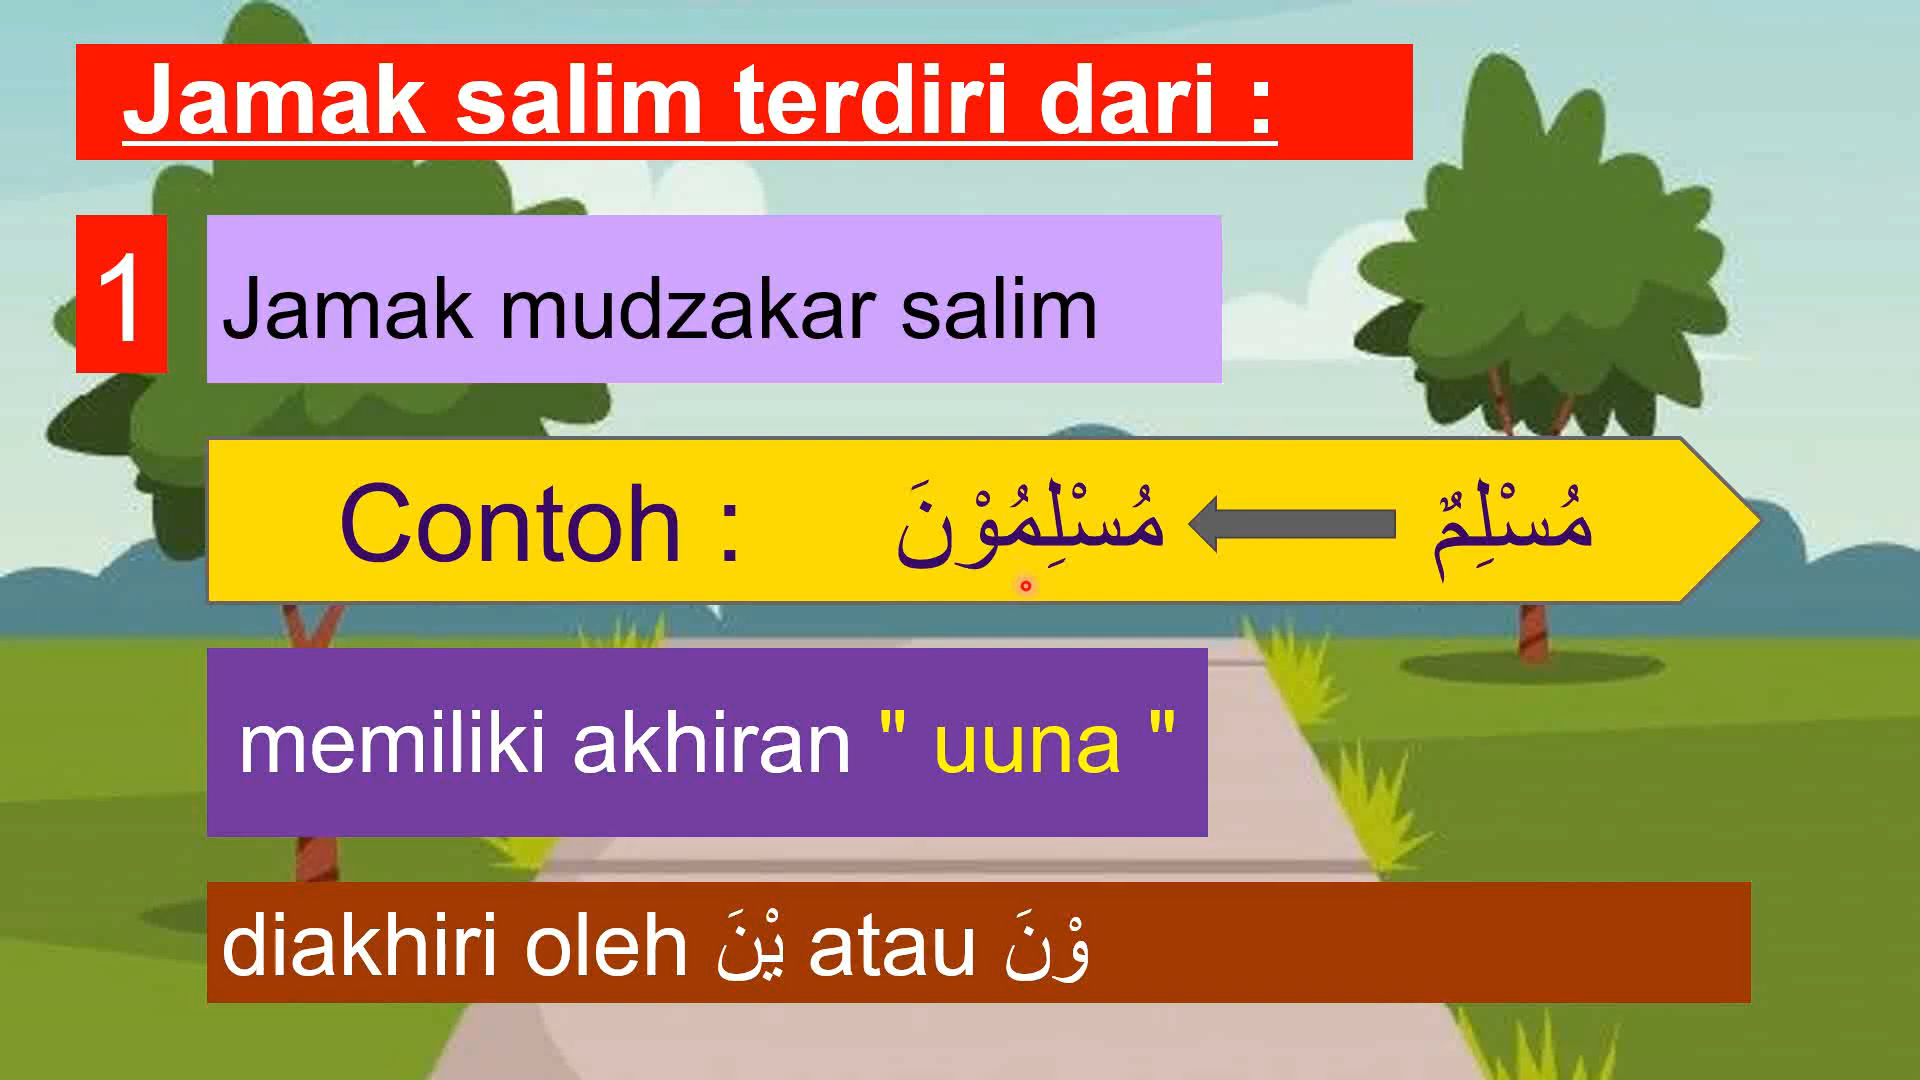 Jamak salim terdiri dari :
1 Jamak mudzakar salim
Contoh : مُسْلِمٌ مُسْلِمُوْنَ
memiliki akhiran " uuna "
diakhiri oleh يْنَ atau وْنَ